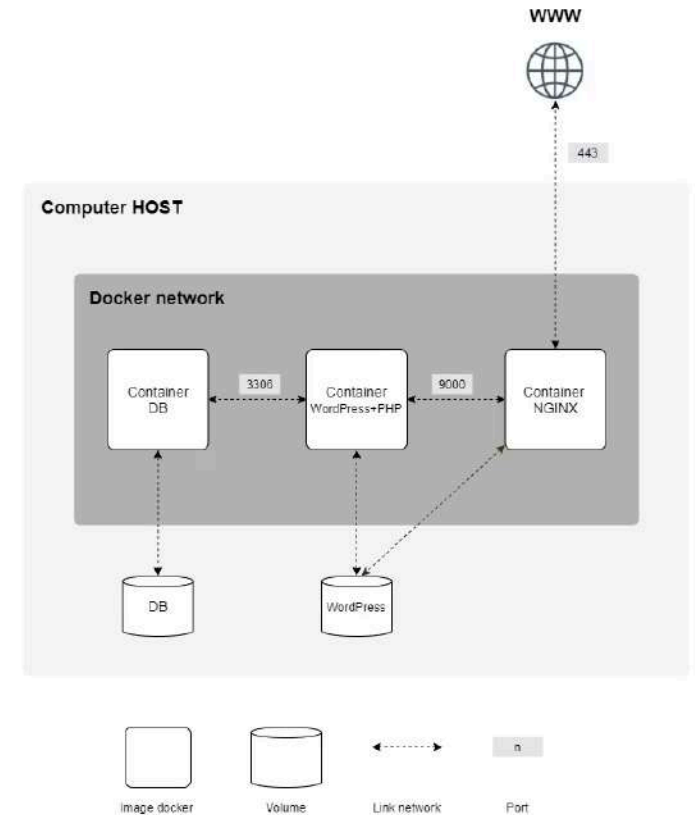 WWW
443
Computer HOST
Docker network
Container
DB
3306
Container
WordPress+PHP
9000
Container
NGINX
DB
WordPress
n
Image docker
Volume
Link network
Port